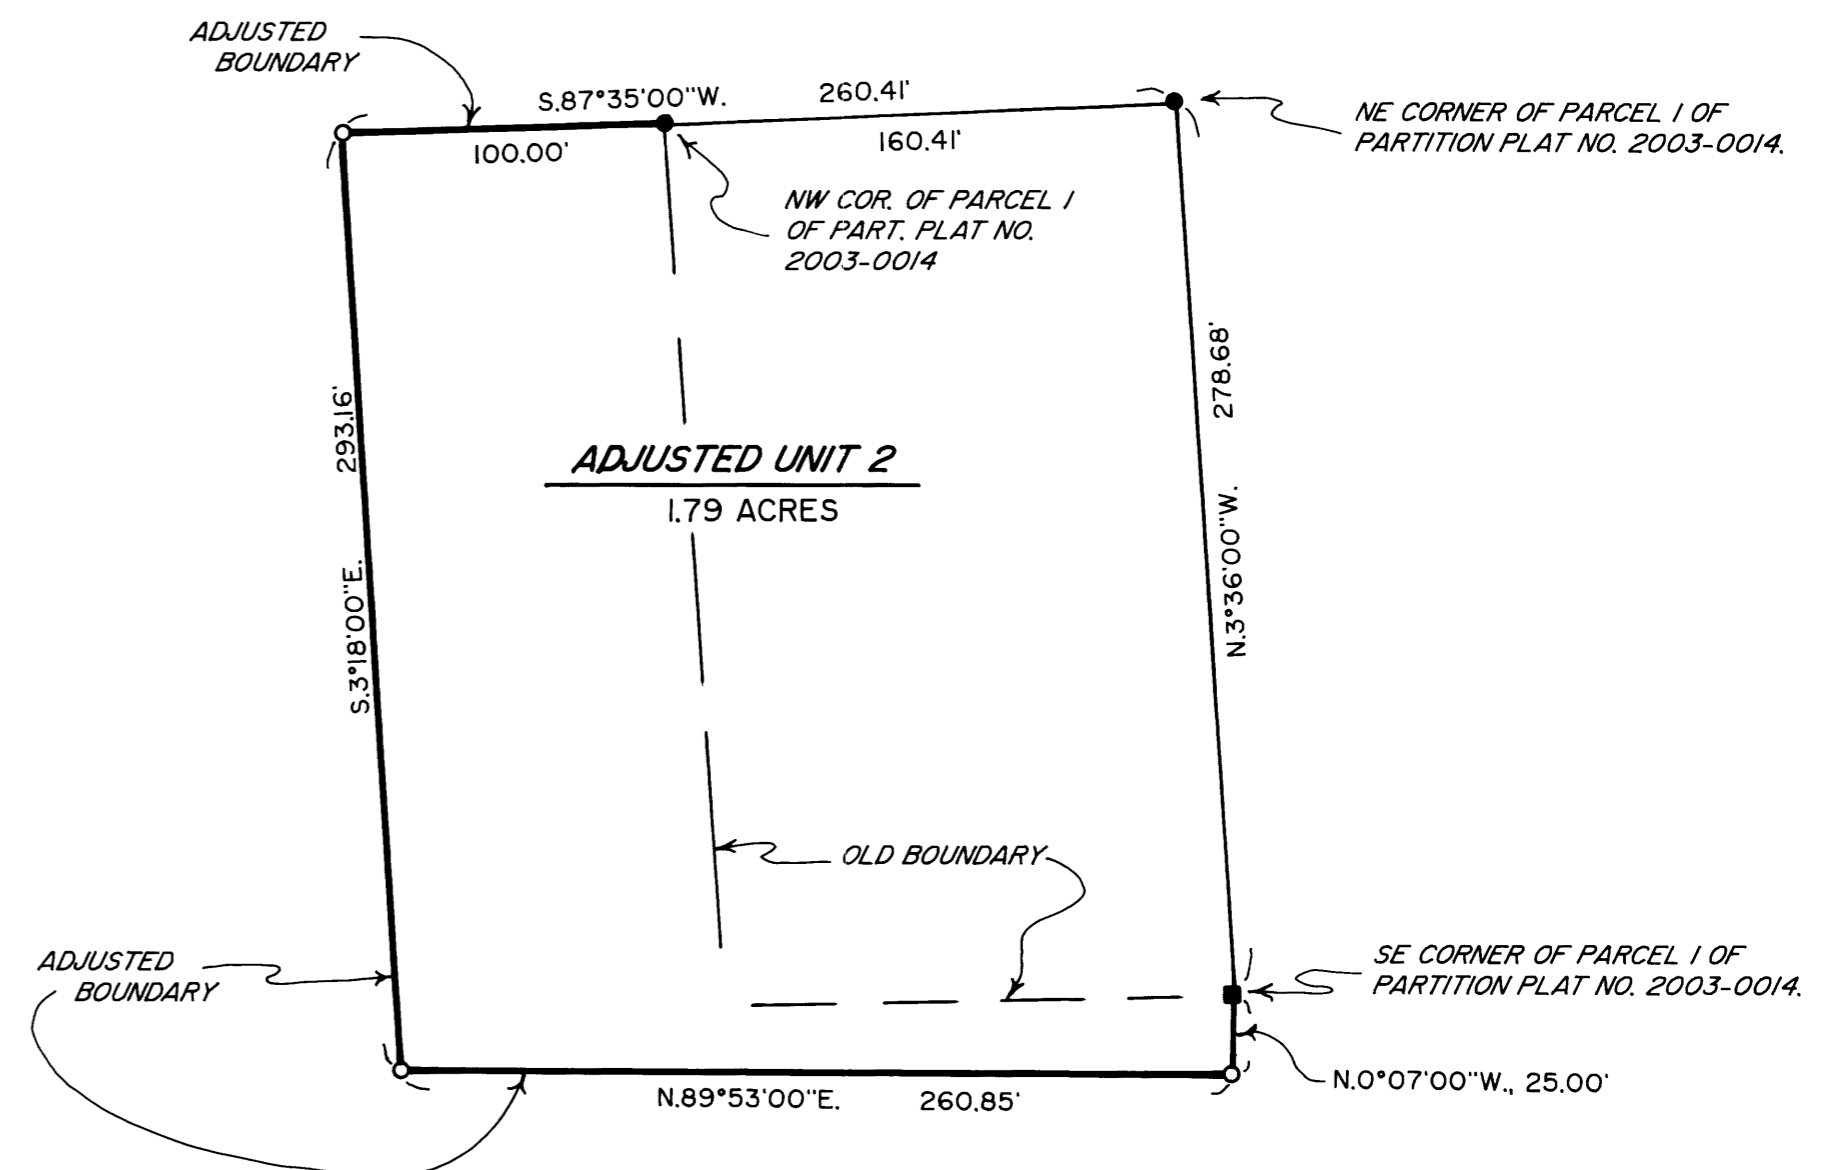 ADJUSTED
BOUNDARY
S.87°35'00"W.
260.41'
100.00'
160.41'
NE CORNER OF PARCEL 1 OF
PARTITION PLAT NO. 2003-0014.
NW COR. OF PARCEL 1
OF PART. PLAT NO.
2003-0014
293.16'
S.3°18'00"E.
278.68'
N.3°36'00"W.
ADJUSTED UNIT 2
1.79 ACRES
OLD BOUNDARY
ADJUSTED
BOUNDARY
SE CORNER OF PARCEL 1 OF
PARTITION PLAT NO. 2003-0014.
N.0°07'00"W., 25.00'
N.89°53'00"E.
260.85'